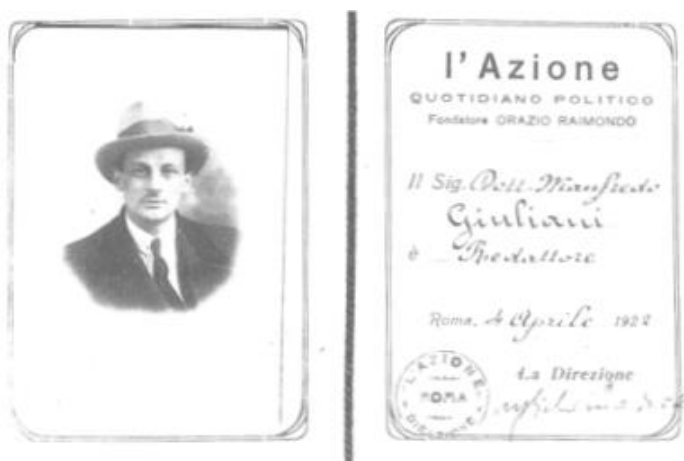 l'Azione
QUOTIDIANO POLITICO
Fondatore ORAZIO RAIMONDO
Il Sig. Dott. Manfredo
Giuliani
è Redattore
Roma, 4 Aprile 1922
La Direzione
L'AZIONE
ROMA
DIREZIONE